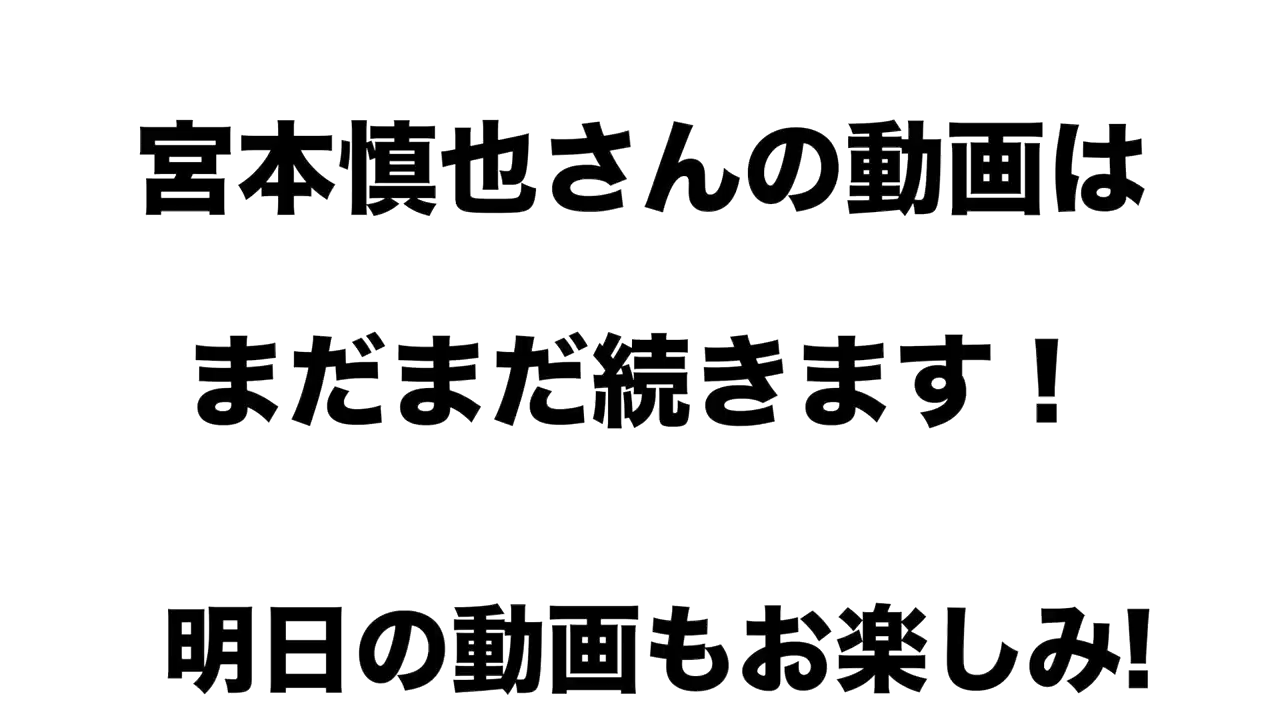 宮本慎也さんの動画は
まだまだ続きます！
明日の動画もお楽しみ!